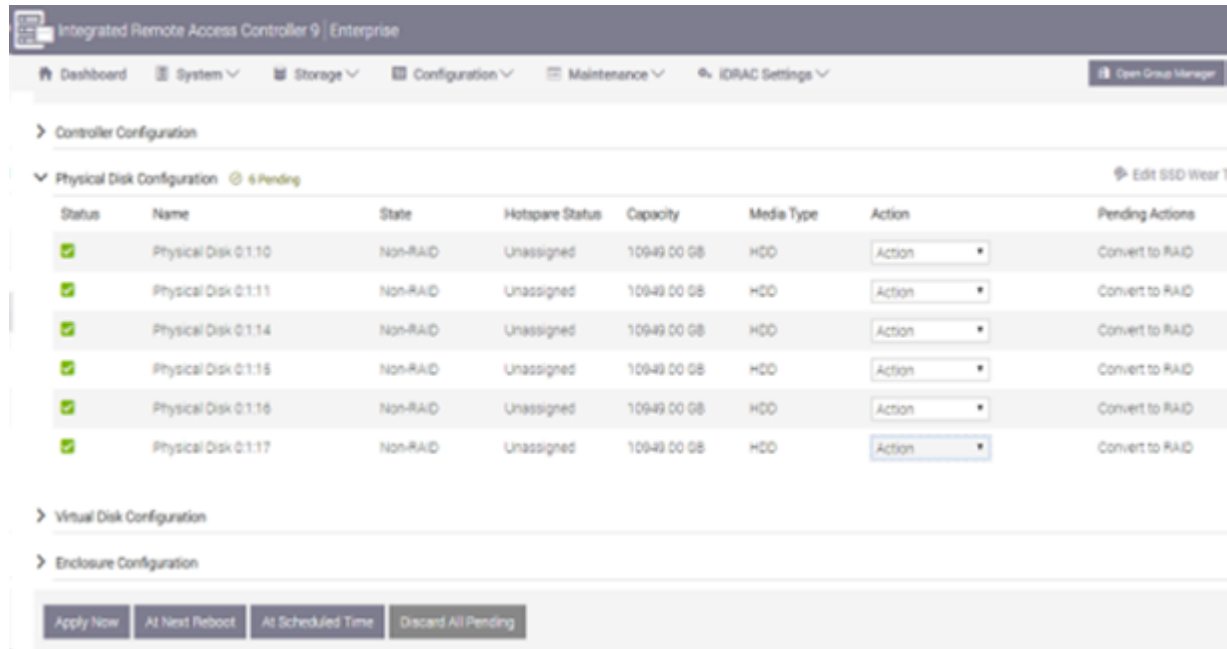 Integrated Remote Access Controller 9 | Enterprise
Dashboard System Storage Configuration Maintenance iDRAC Settings Open Group Manager
Controller Configuration
Physical Disk Configuration 6 Pending Edit SSD Wear T
Status Name State Hotspare Status Capacity Media Type Action Pending Actions
Physical Disk 0:1:10 Non-RAID Unassigned 10949.00 GB HDD Action Convert to RAID
Physical Disk 0:1:11 Non-RAID Unassigned 10949.00 GB HDD Action Convert to RAID
Physical Disk 0:1:14 Non-RAID Unassigned 10949.00 GB HDD Action Convert to RAID
Physical Disk 0:1:15 Non-RAID Unassigned 10949.00 GB HDD Action Convert to RAID
Physical Disk 0:1:16 Non-RAID Unassigned 10949.00 GB HDD Action Convert to RAID
Physical Disk 0:1:17 Non-RAID Unassigned 10949.00 GB HDD Action Convert to RAID
Virtual Disk Configuration
Enclosure Configuration
Apply Now At Next Reboot At Scheduled Time Discard All Pending